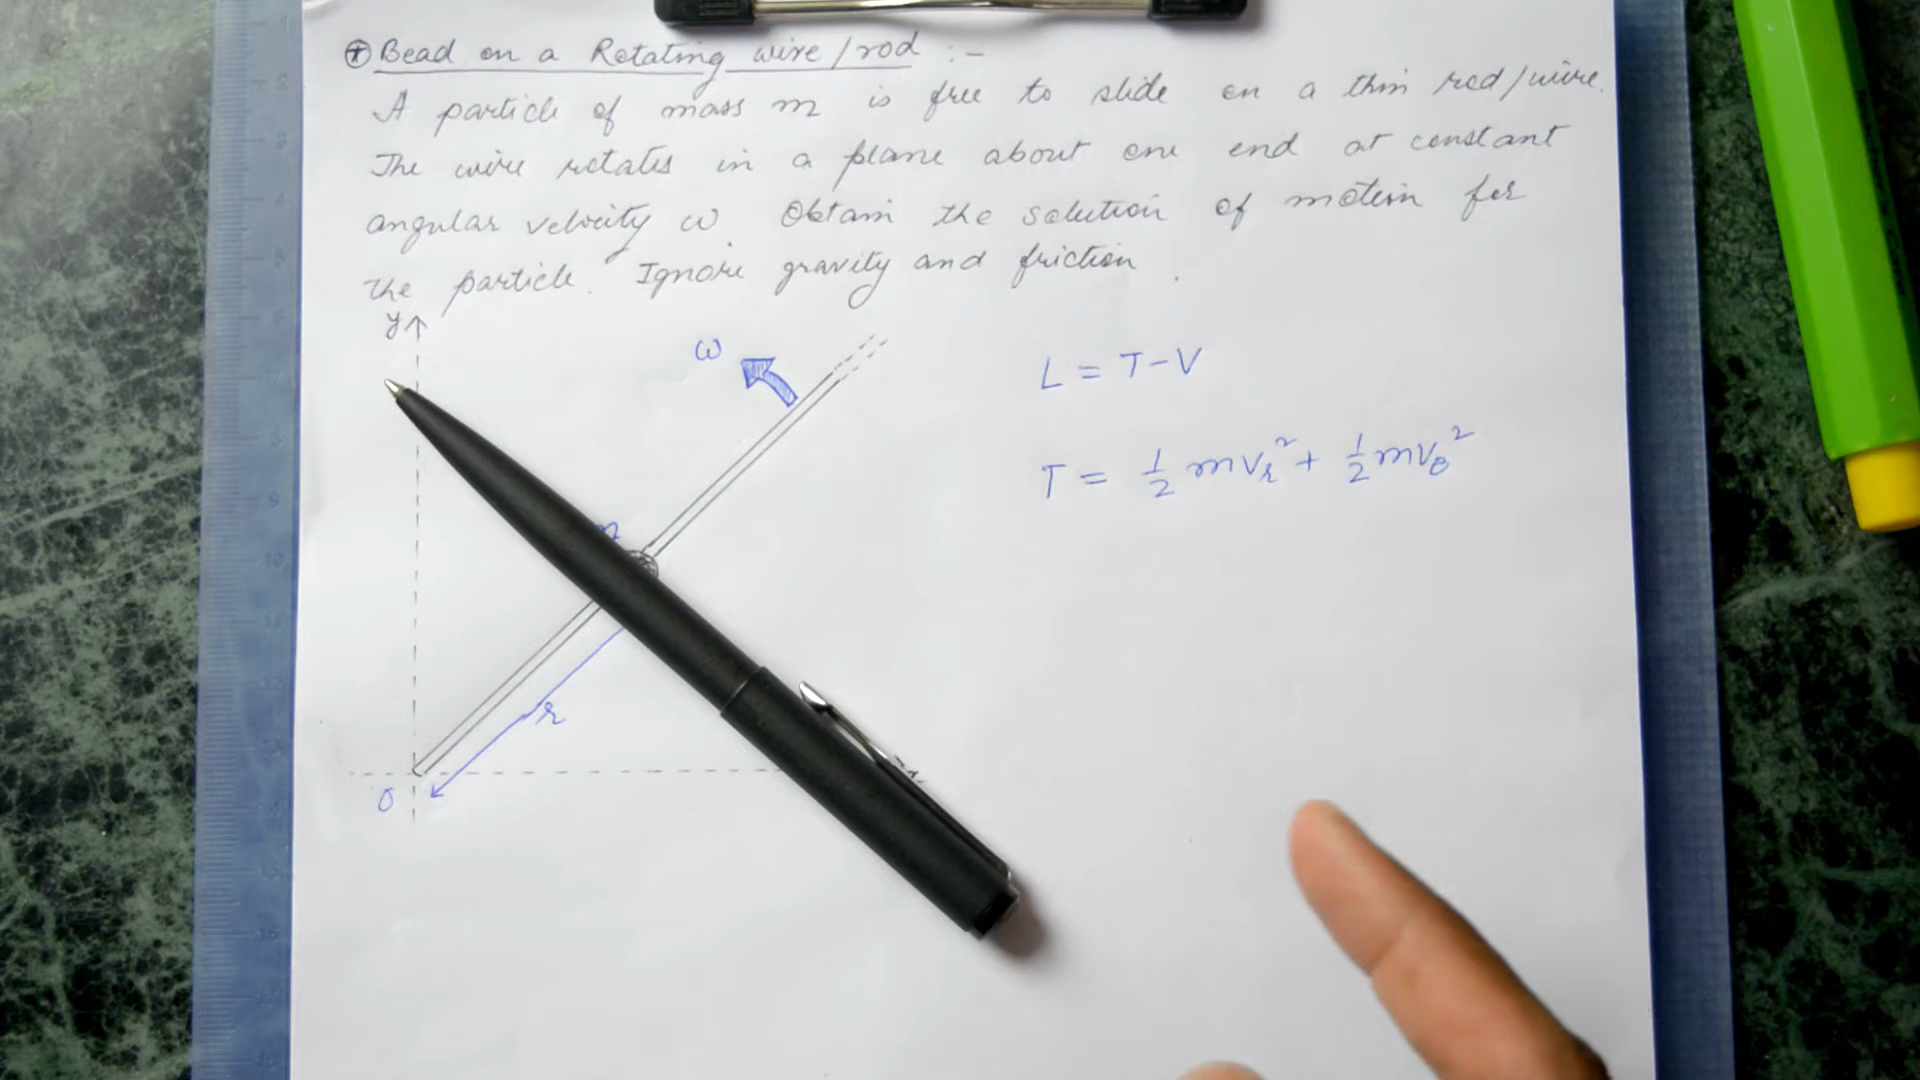 ⊕ Bead on a Rotating wire/rod :-
A particle of mass m is free to slide on a thin rod/wire.
The wire rotates in a plane about one end at constant
angular velocity ω. Obtain the solution of motion for
the particle. Ignore gravity and friction.
y
ω
L = T - V
T = 1/2 m v_r² + 1/2 m v_θ²
r
O